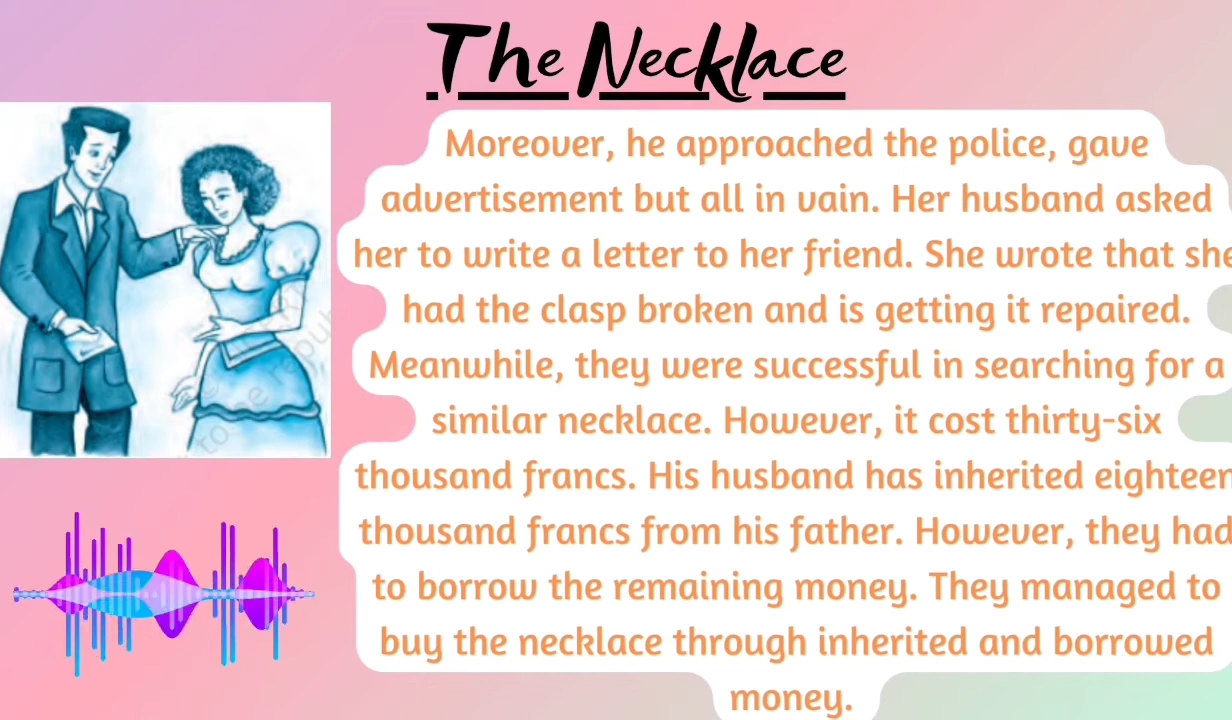 The Necklace
Moreover, he approached the police, gave
advertisement but all in vain. Her husband asked
her to write a letter to her friend. She wrote that she
had the clasp broken and is getting it repaired.
Meanwhile, they were successful in searching for a
similar necklace. However, it cost thirty-six
thousand francs. His husband has inherited eighteen
thousand francs from his father. However, they had
to borrow the remaining money. They managed to
buy the necklace through inherited and borrowed
money.
to be repub